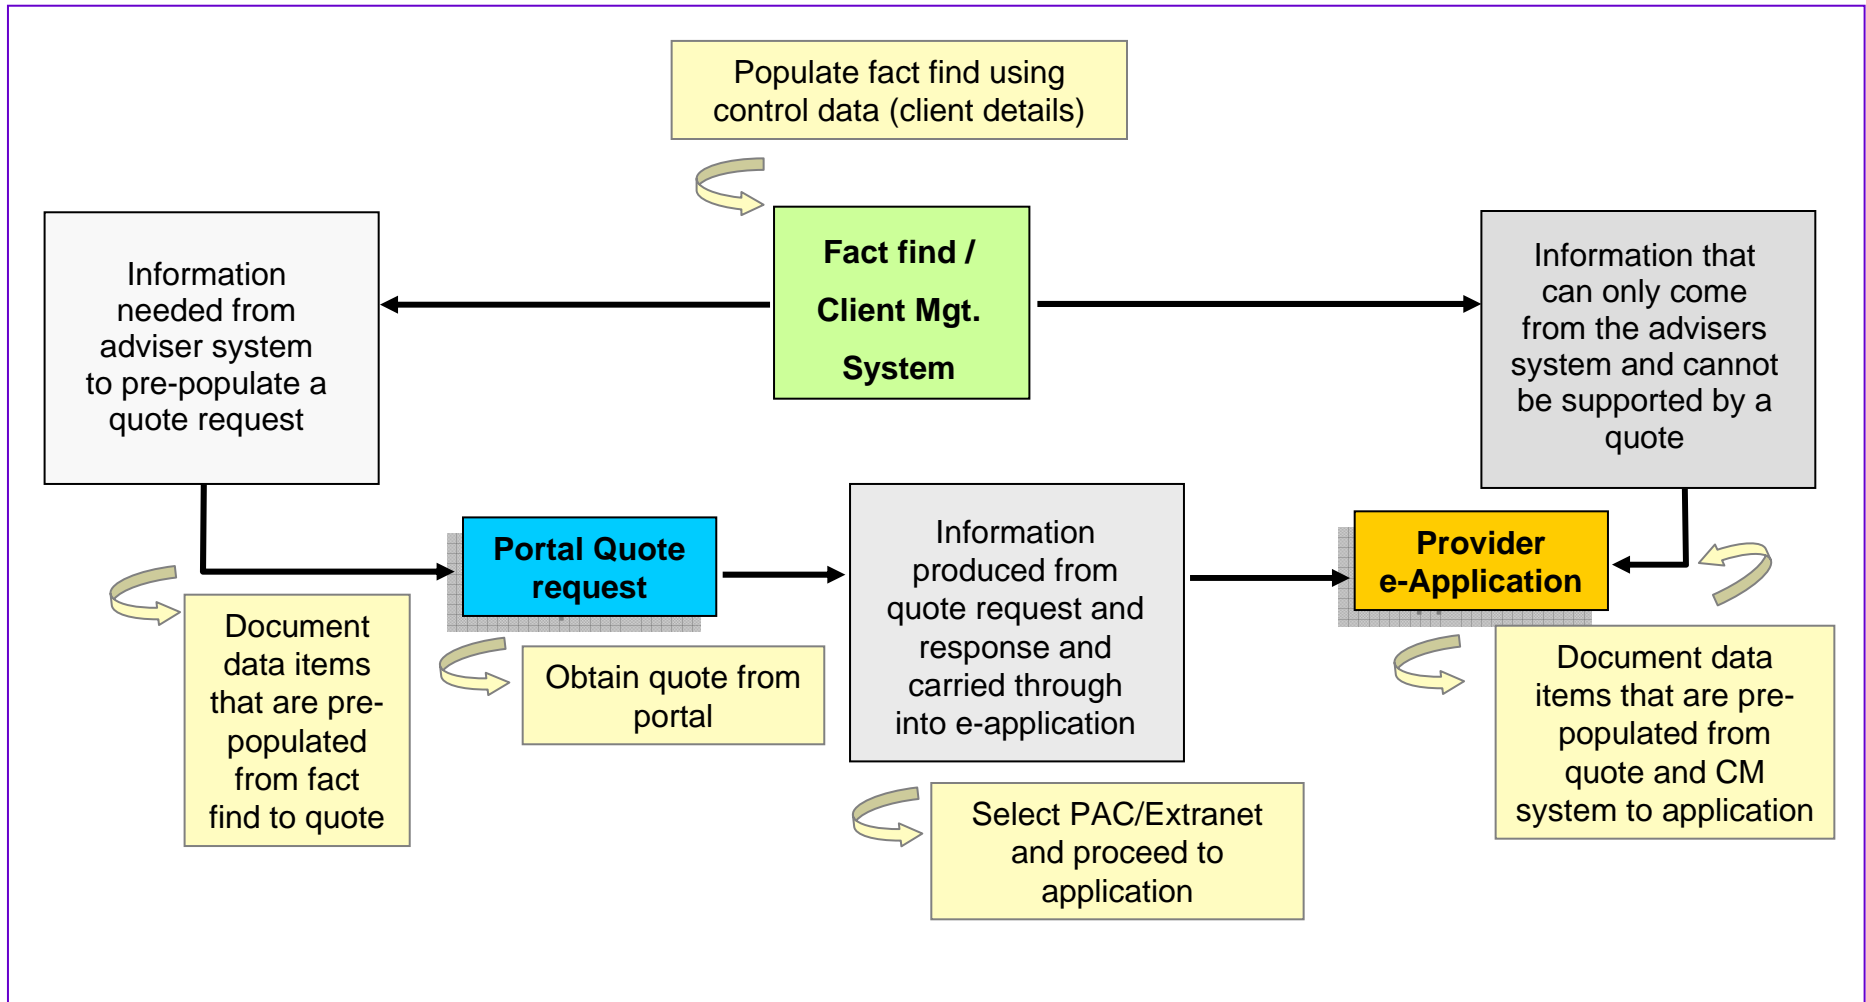 Populate fact find using
control data (client details)
Information
needed from
adviser system
to pre-populate a
quote request
Fact find /
Client Mgt.
System
Information that
can only come
from the advisers
system and cannot
be supported by a
quote
Portal Quote
request
Information
produced from
quote request and
response and
carried through
into e-application
Provider
e-Application
Document
data items
that are pre-
populated
from fact
find to quote
Obtain quote from
portal
Select PAC/Extranet
and proceed to
application
Document data
items that are pre-
populated from
quote and CM
system to application